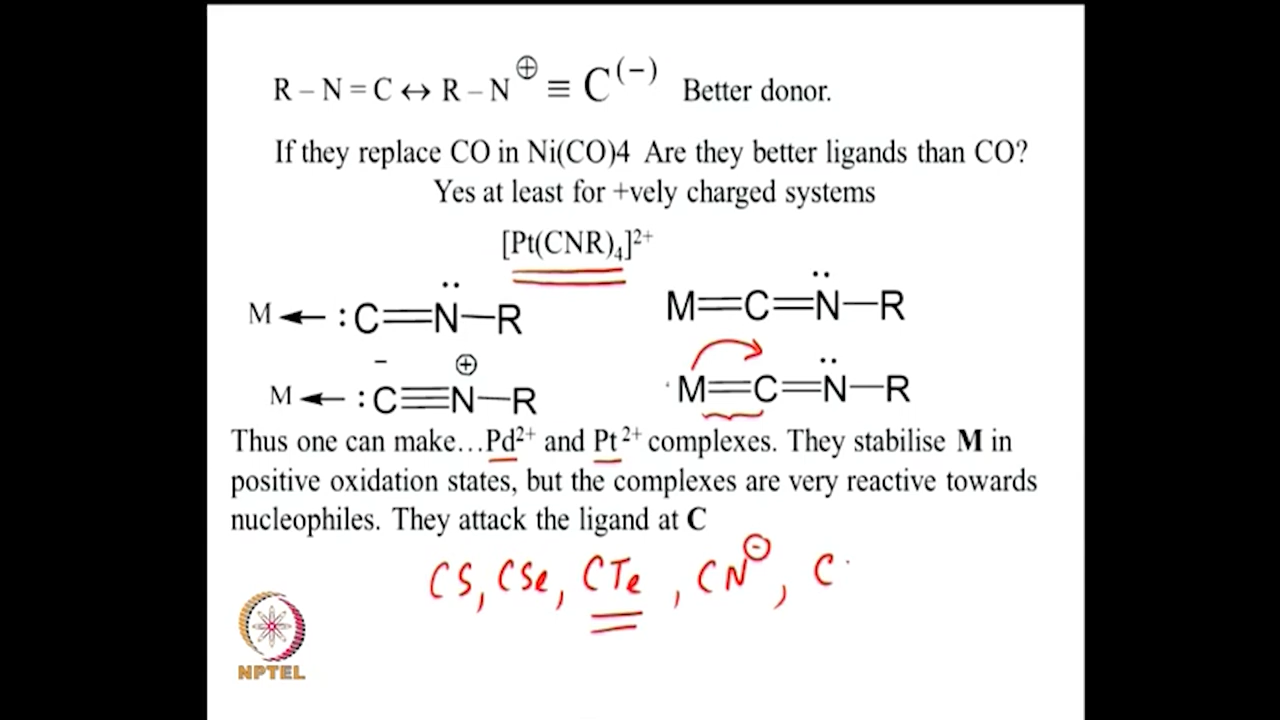 R – N = C ↔ R – N⊕ ≡ C(−) Better donor.
If they replace CO in Ni(CO)4 Are they better ligands than CO?
Yes at least for +vely charged systems
[Pt(CNR)₄]²⁺
M ← :C=N̈–R M=C=N̈–R
M ← :C̄≡N⊕–R M=C=N̈–R
Thus one can make...Pd²⁺ and Pt²⁺ complexes. They stabilise M in
positive oxidation states, but the complexes are very reactive towards
nucleophiles. They attack the ligand at C
CS, CSe, CTe, CN⊖, C
NPTEL